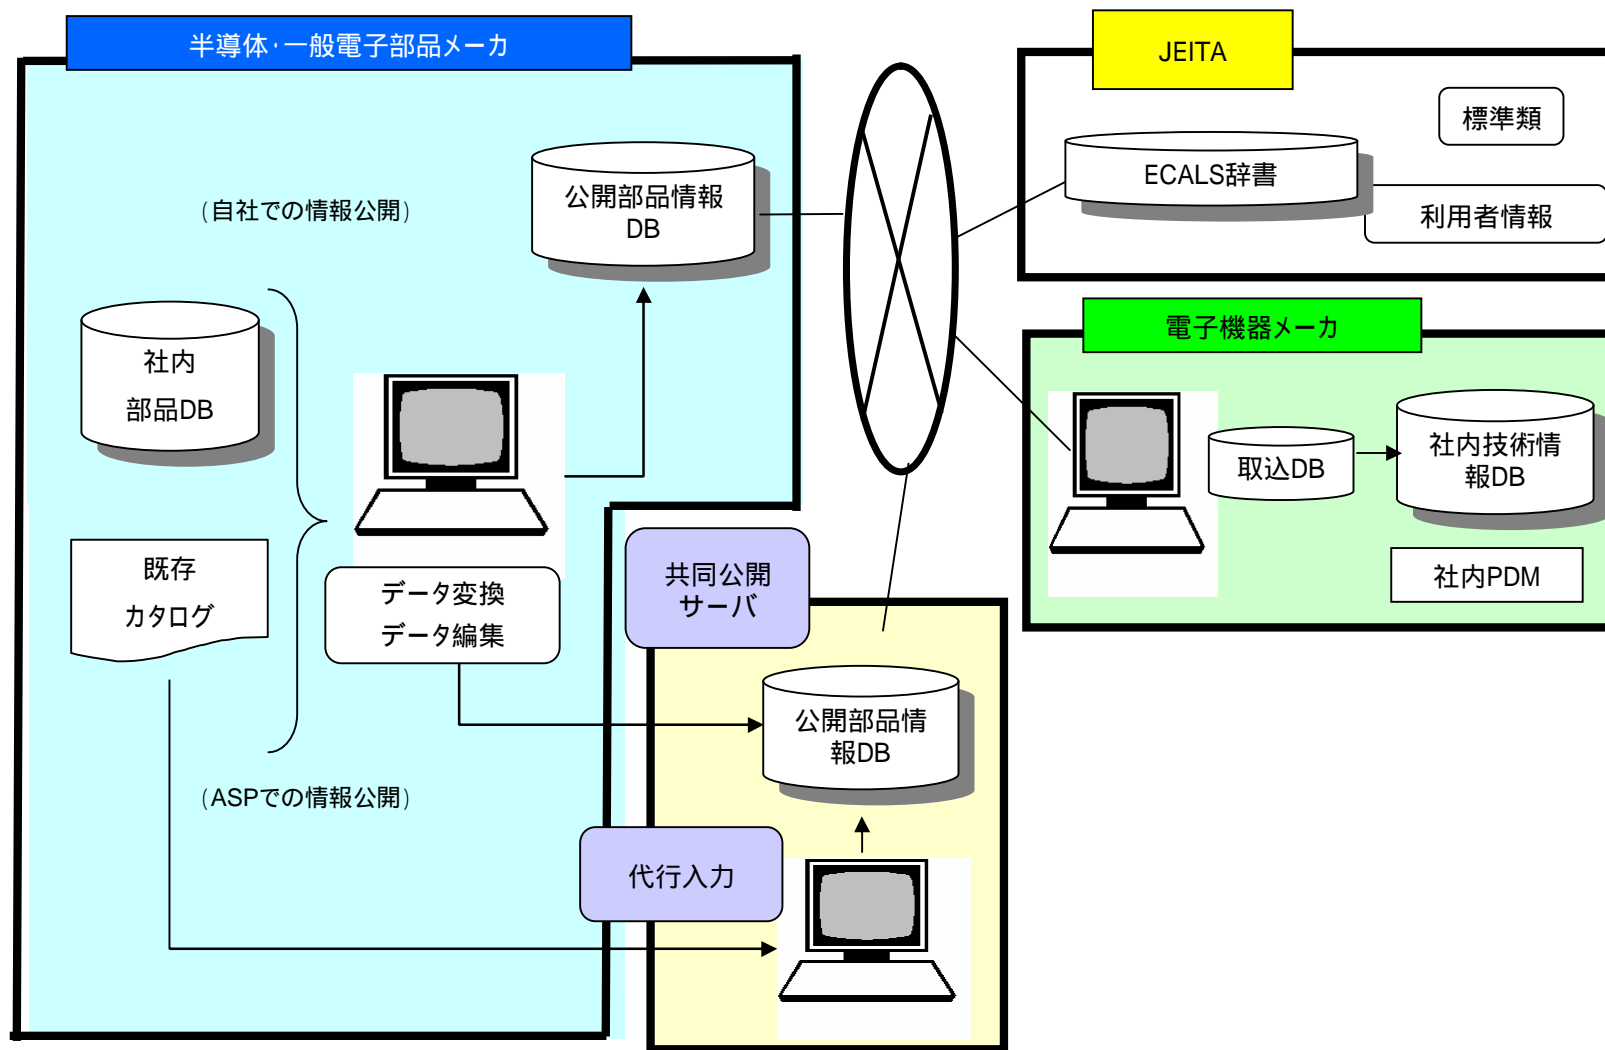 半導体・一般電子部品メーカ
JEITA
標準類
ECALS辞書
利用者情報
(自社での情報公開)
公開部品情報
DB
電子機器メーカ
社内
部品DB
取込DB
社内技術情
報DB
社内PDM
既存
カタログ
データ変換
データ編集
共同公開
サーバ
公開部品情
報DB
(ASPでの情報公開)
代行入力